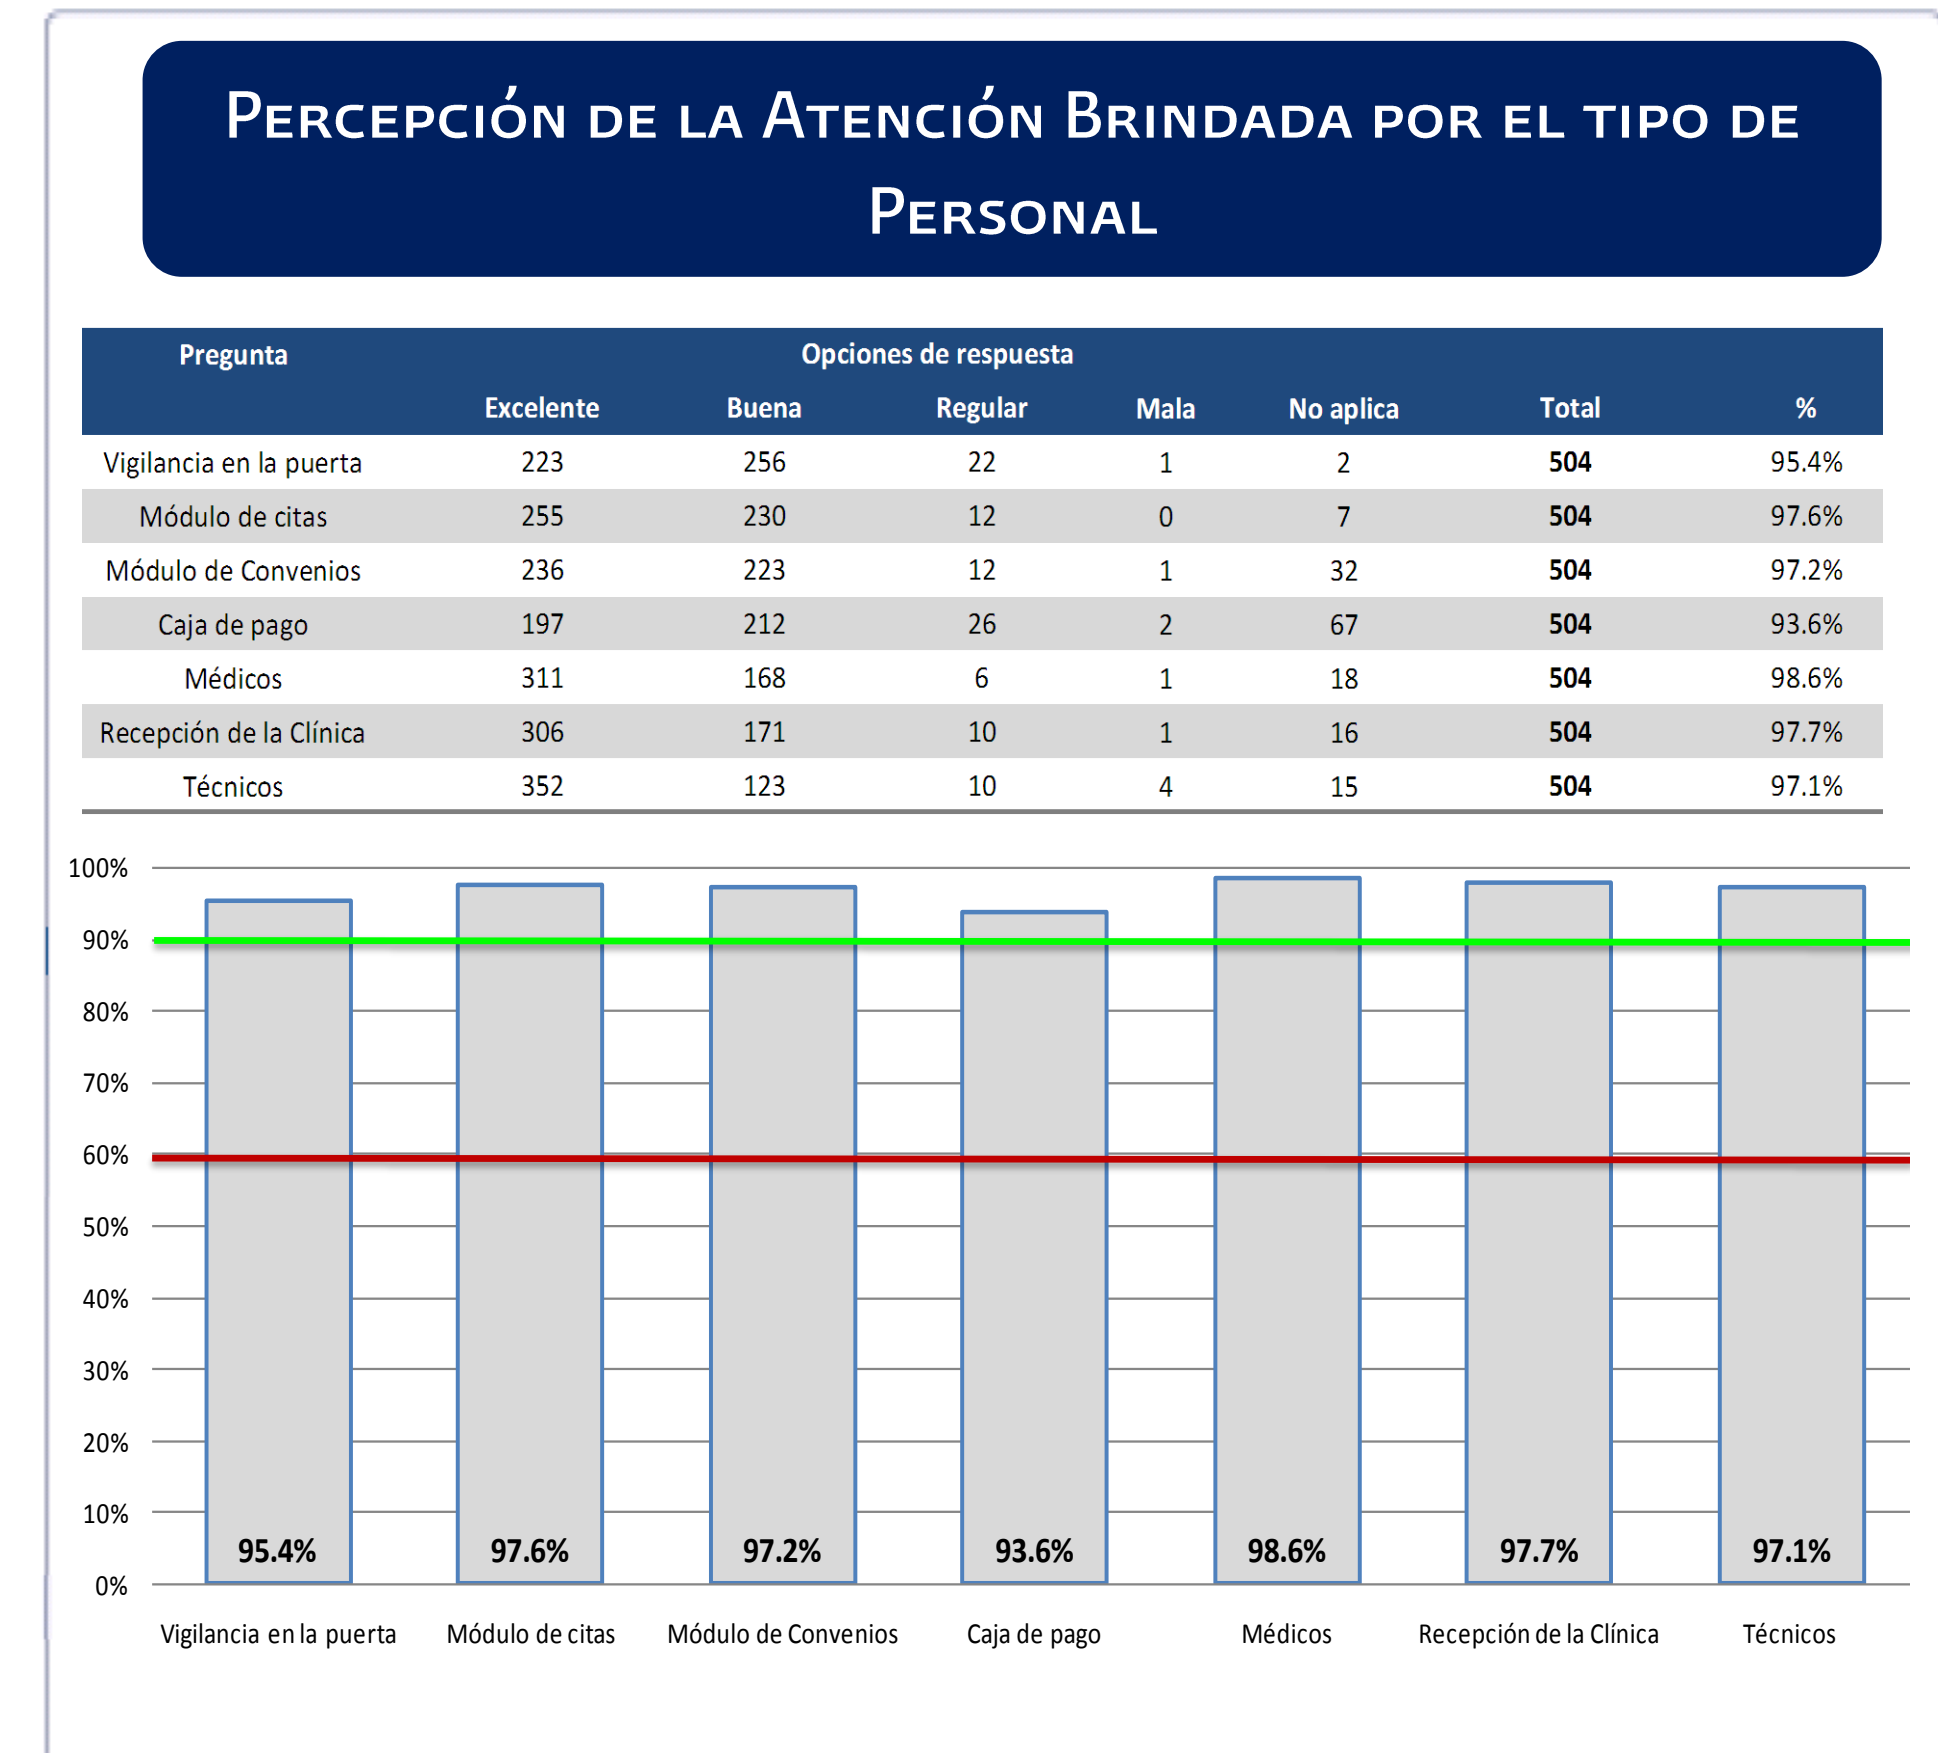 Percepción de la Atención Brindada por el tipo de
Personal
Pregunta Opciones de respuesta
Excelente Buena Regular Mala No aplica Total %
Vigilancia en la puerta 223 256 22 1 2 504 95.4%
Módulo de citas 255 230 12 0 7 504 97.6%
Módulo de Convenios 236 223 12 1 32 504 97.2%
Caja de pago 197 212 26 2 67 504 93.6%
Médicos 311 168 6 1 18 504 98.6%
Recepción de la Clínica 306 171 10 1 16 504 97.7%
Técnicos 352 123 10 4 15 504 97.1%
100%
90%
80%
70%
60%
50%
40%
30%
20%
10%
95.4% 97.6% 97.2% 93.6% 98.6% 97.7% 97.1%
0%
Vigilancia en la puerta Módulo de citas Módulo de Convenios Caja de pago Médicos Recepción de la Clínica Técnicos